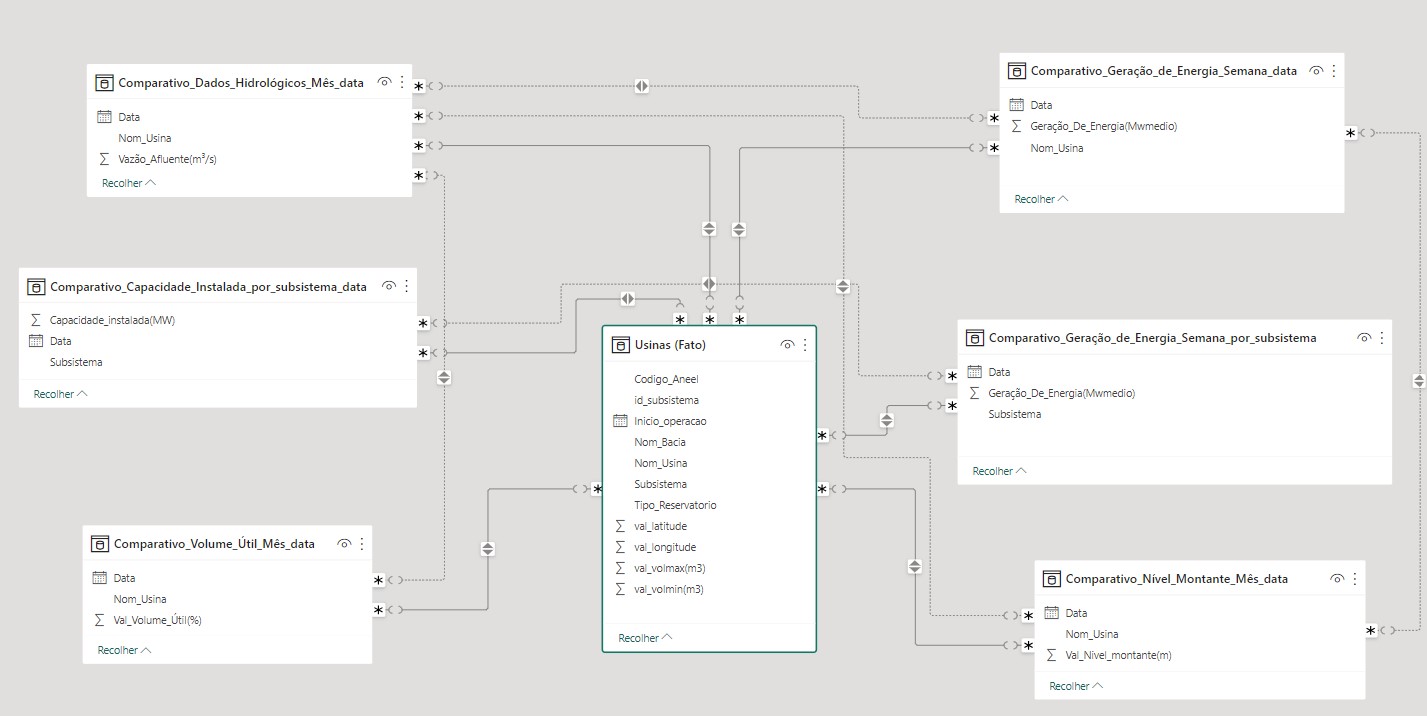 Comparativo_Dados_Hidrológicos_Mês_data
Data
Nom_Usina
Vazão_Afluente(m³/s)
Recolher
Comparativo_Geração_de_Energia_Semana_data
Data
Geração_De_Energia(Mwmedio)
Nom_Usina
Recolher
Comparativo_Capacidade_Instalada_por_subsistema_data
Capacidade_instalada(MW)
Data
Subsistema
Recolher
Usinas (Fato)
Codigo_Aneel
id_subsistema
Inicio_operacao
Nom_Bacia
Nom_Usina
Subsistema
Tipo_Reservatorio
val_latitude
val_longitude
val_volmax(m3)
val_volmin(m3)
Recolher
Comparativo_Geração_de_Energia_Semana_por_subsistema
Data
Geração_De_Energia(Mwmedio)
Subsistema
Recolher
Comparativo_Volume_Útil_Mês_data
Data
Nom_Usina
Val_Volume_Útil(%)
Recolher
Comparativo_Nível_Montante_Mês_data
Data
Nom_Usina
Val_Nivel_montante(m)
Recolher